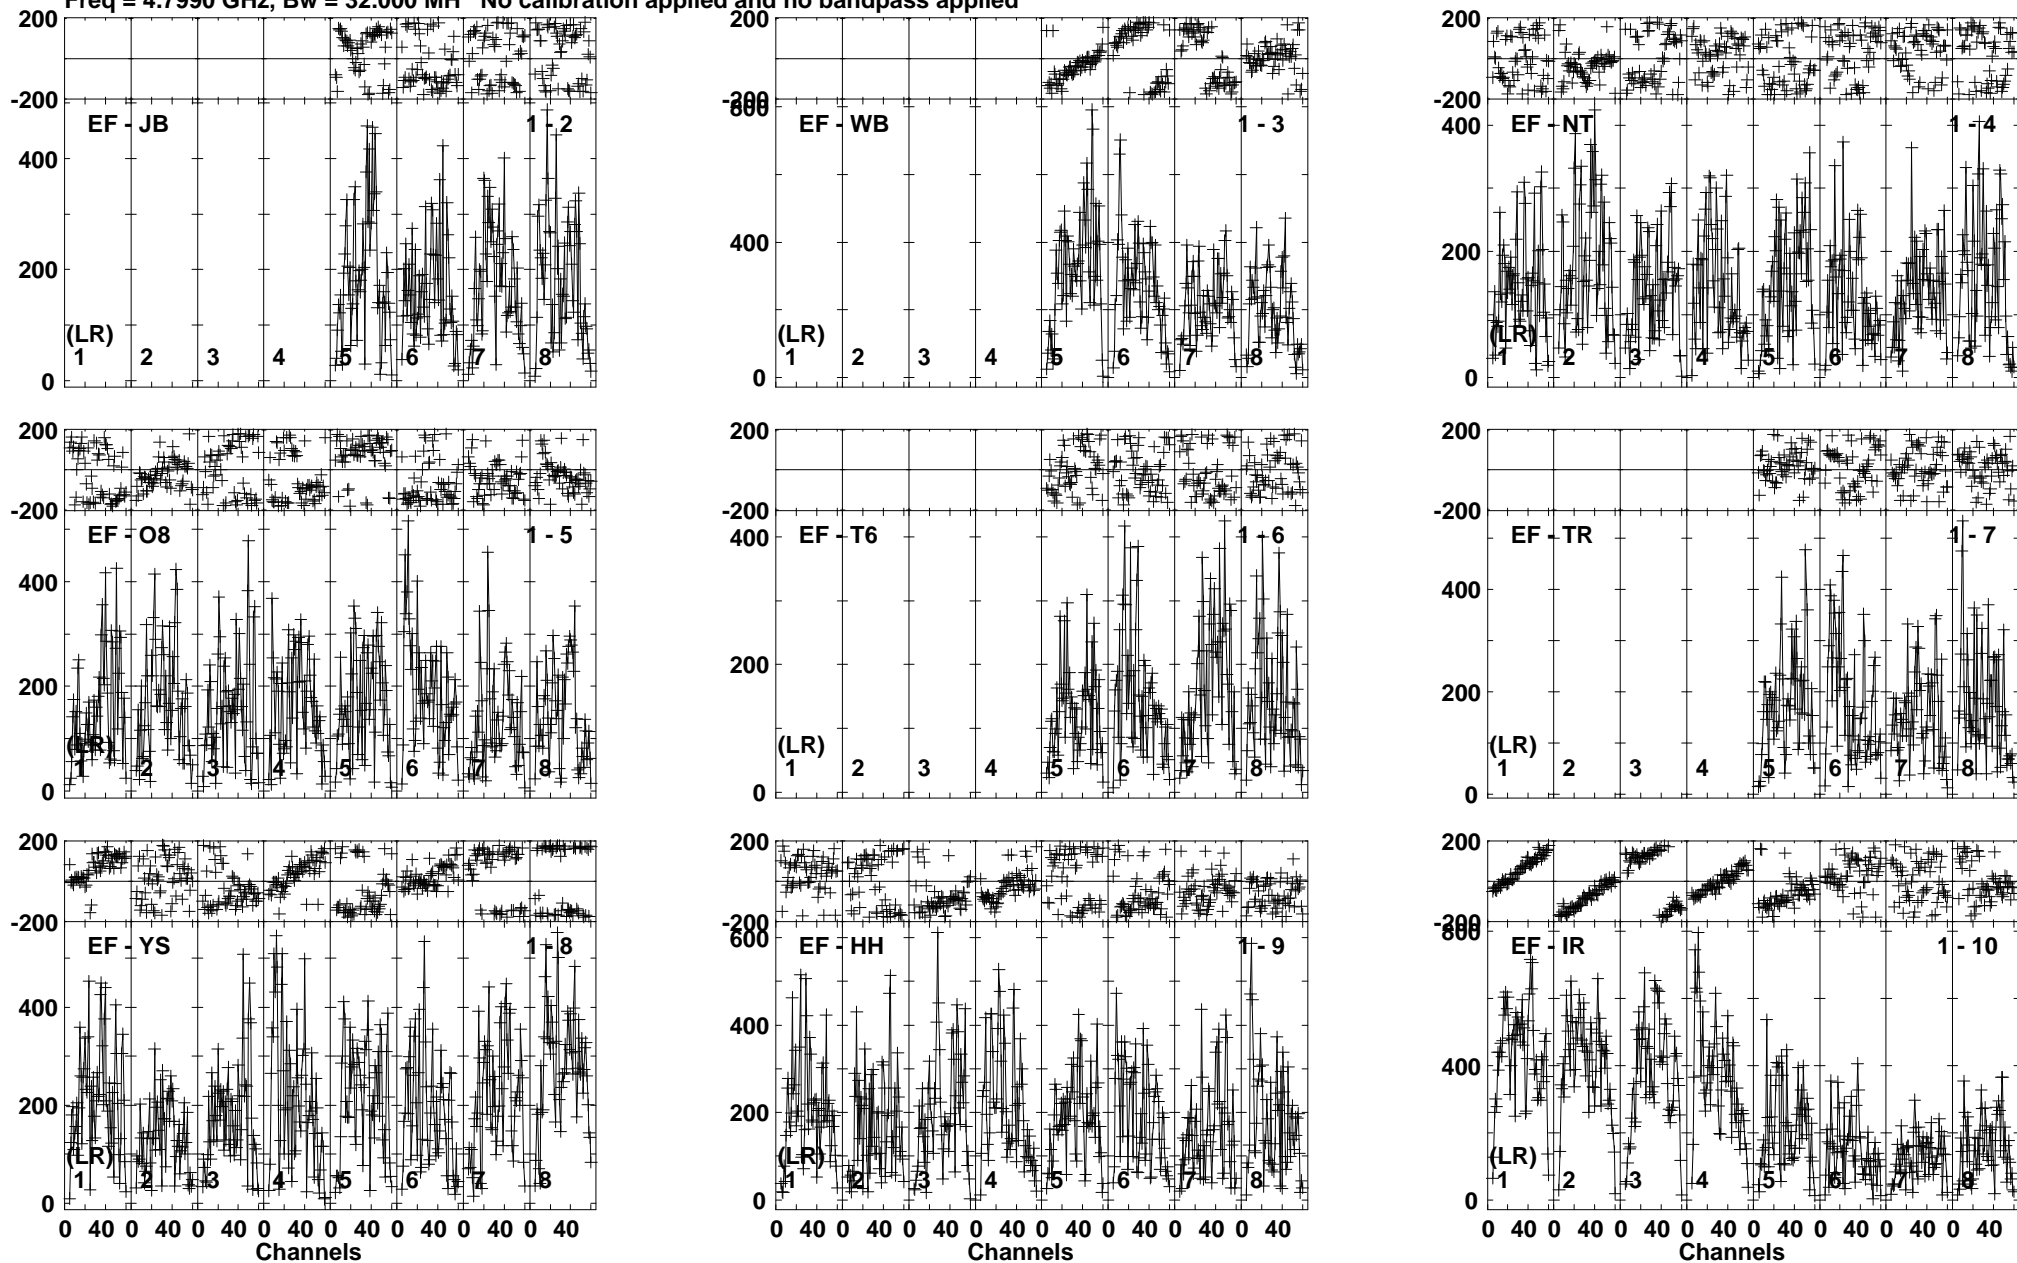 Freq = 4.7990 GHz, Bw = 32.000 MH No calibration applied and no bandpass applied
200
-200
EF - JB 1 - 2
400
200
(LR)
1 2 3 4 5 6 7 8
0
200
-200
800
EF - WB 1 - 3
400
(LR)
1 2 3 4 5 6 7 8
0
200
-200
EF - NT 1 - 4
400
200
(LR)
1 2 3 4 5 6 7 8
0
200
-200
EF - O8 1 - 5
400
200
(LR)
1 2 3 4 5 6 7 8
0
200
-200
EF - T6 1 - 6
400
200
(LR)
1 2 3 4 5 6 7 8
0
200
-200
EF - TR 1 - 7
400
200
(LR)
1 2 3 4 5 6 7 8
0
200
-200
EF - YS 1 - 8
400
200
(LR)
1 2 3 4 5 6 7 8
0
0 40 0 40 0 40 0 40 0 40 0 40 0 40 0 40
Channels
200
-200
600
EF - HH 1 - 9
400
200
(LR)
1 2 3 4 5 6 7 8
0
0 40 0 40 0 40 0 40 0 40 0 40 0 40 0 40
Channels
200
-200
800
EF - IR 1 - 10
400
(LR)
1 2 3 4 5 6 7 8
0
0 40 0 40 0 40 0 40 0 40 0 40 0 40 0 40
Channels